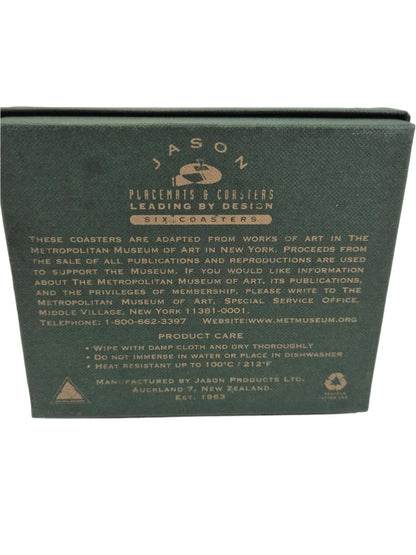 JASON
PLACEMATS & COASTERS
LEADING BY DESIGN
SIX COASTERS
THESE COASTERS ARE ADAPTED FROM WORKS OF ART IN THE
METROPOLITAN MUSEUM OF ART IN NEW YORK. PROCEEDS FROM
THE SALE OF ALL PUBLICATIONS AND REPRODUCTIONS ARE USED
TO SUPPORT THE MUSEUM. IF YOU WOULD LIKE INFORMATION
ABOUT THE METROPOLITAN MUSEUM OF ART, ITS PUBLICATIONS,
AND THE PRIVILEGES OF MEMBERSHIP, PLEASE WRITE TO THE
METROPOLITAN MUSEUM OF ART, SPECIAL SERVICE OFFICE,
MIDDLE VILLAGE, NEW YORK 11381-0001.
TELEPHONE: 1-800-662-3397 WEBSITE:WWW.METMUSEUM.ORG
PRODUCT CARE
• WIPE WITH DAMP CLOTH AND DRY THOROUGHLY
• DO NOT IMMERSE IN WATER OR PLACE IN DISHWASHER
• HEAT RESISTANT UP TO 100°C / 212°F
MANUFACTURED BY JASON PRODUCTS LTD.
AUCKLAND 7, NEW ZEALAND.
EST. 1963
RECYCLE
AFTER USE